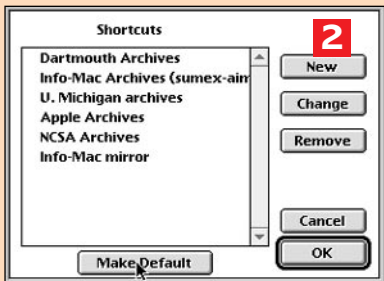 Shortcuts
2
Dartmouth Archives
Info-Mac Archives (sumex-aim
U. Michigan archives
Apple Archives
NCSA Archives
Info-Mac mirror
New
Change
Remove
Cancel
OK
Make Default